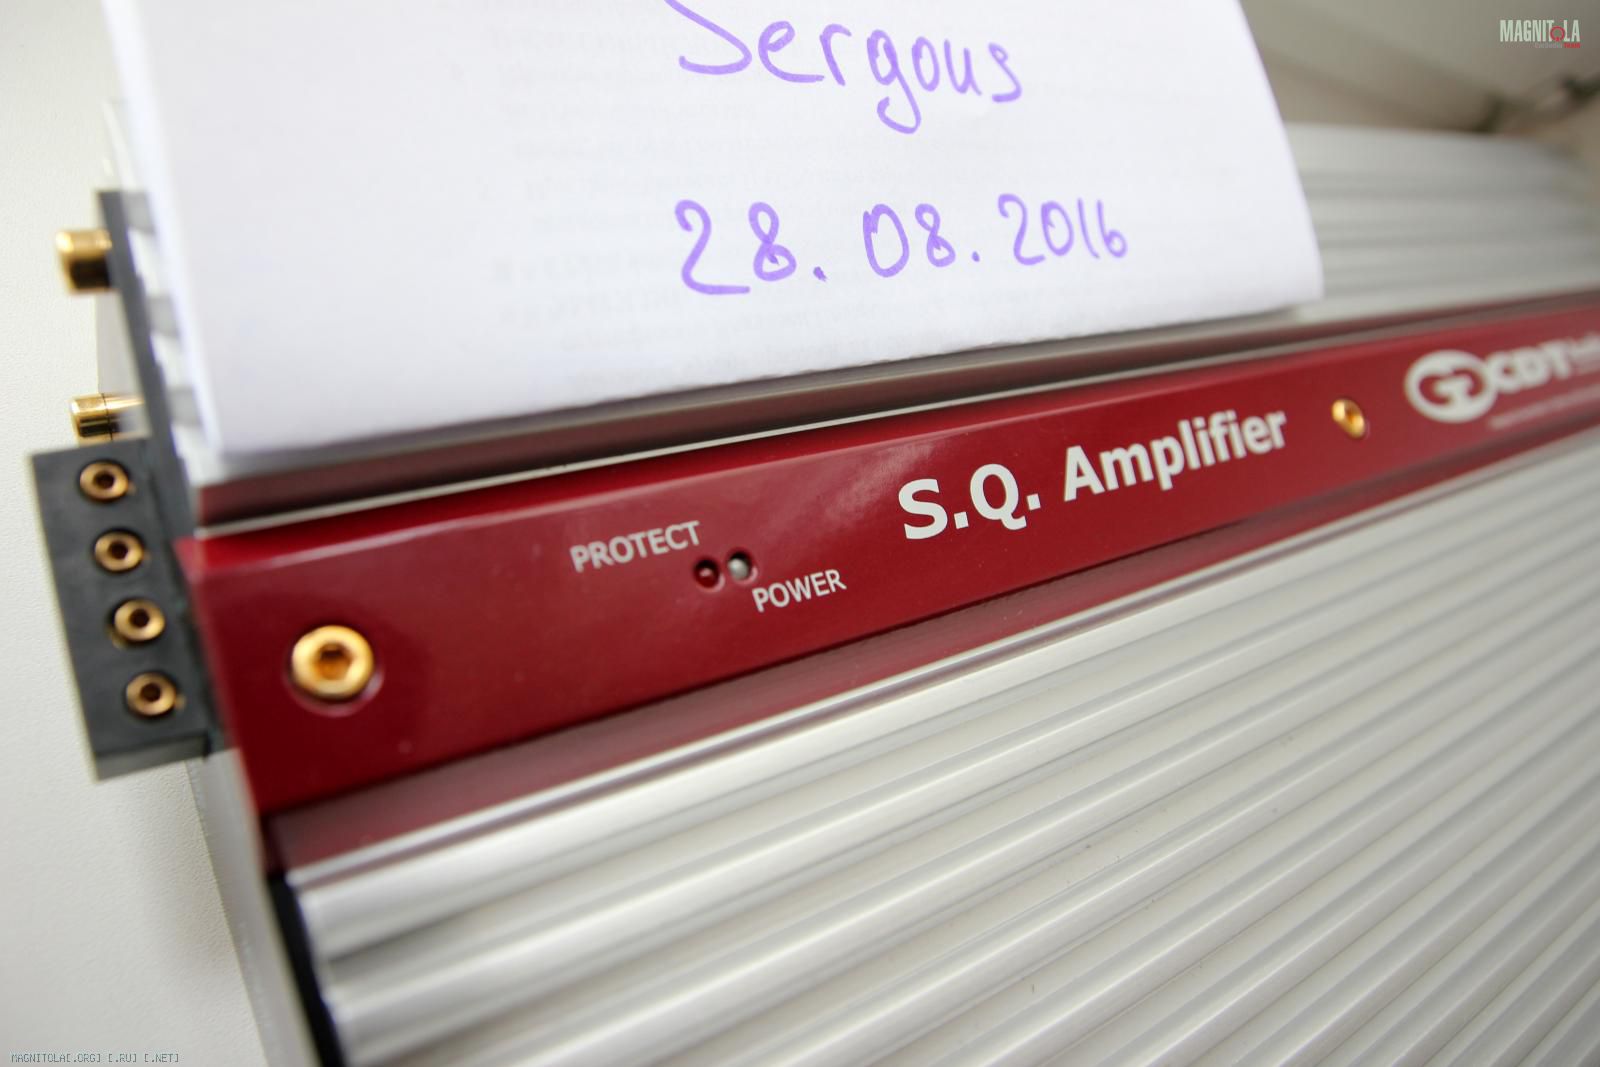 MAGNITOLA
Sergous
28.08.2016
CDT
S.Q. Amplifier
PROTECT
POWER
MAGNITOLA[.ORG] [.RU] [.NET]